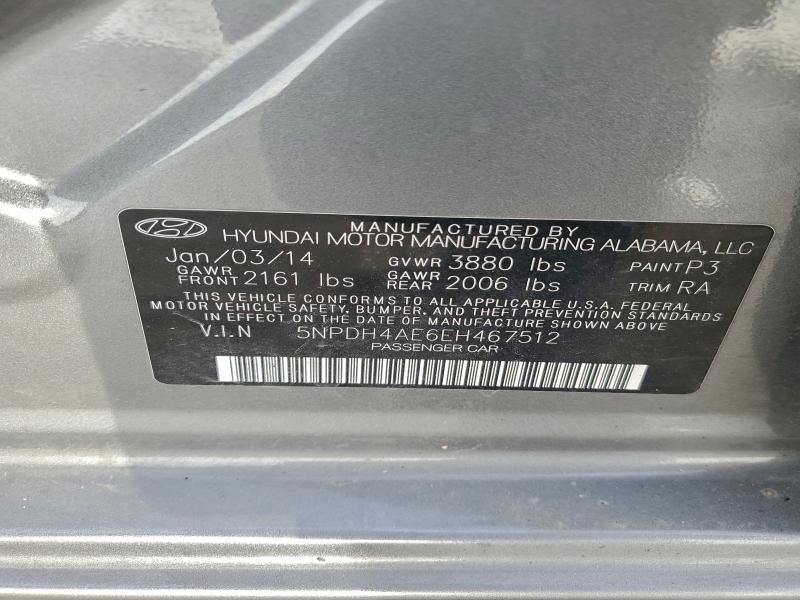 MANUFACTURED BY
HYUNDAI MOTOR MANUFACTURING ALABAMA, LLC
Jan/03/14 GVWR 3880 lbs PAINT P3
GAWR FRONT 2161 lbs GAWR REAR 2006 lbs TRIM RA
THIS VEHICLE CONFORMS TO ALL APPLICABLE U.S.A. FEDERAL
MOTOR VEHICLE SAFETY, BUMPER, AND THEFT PREVENTION STANDARDS
IN EFFECT ON THE DATE OF MANUFACTURE SHOWN ABOVE.
V.I.N 5NPDH4AE6EH467512
PASSENGER CAR